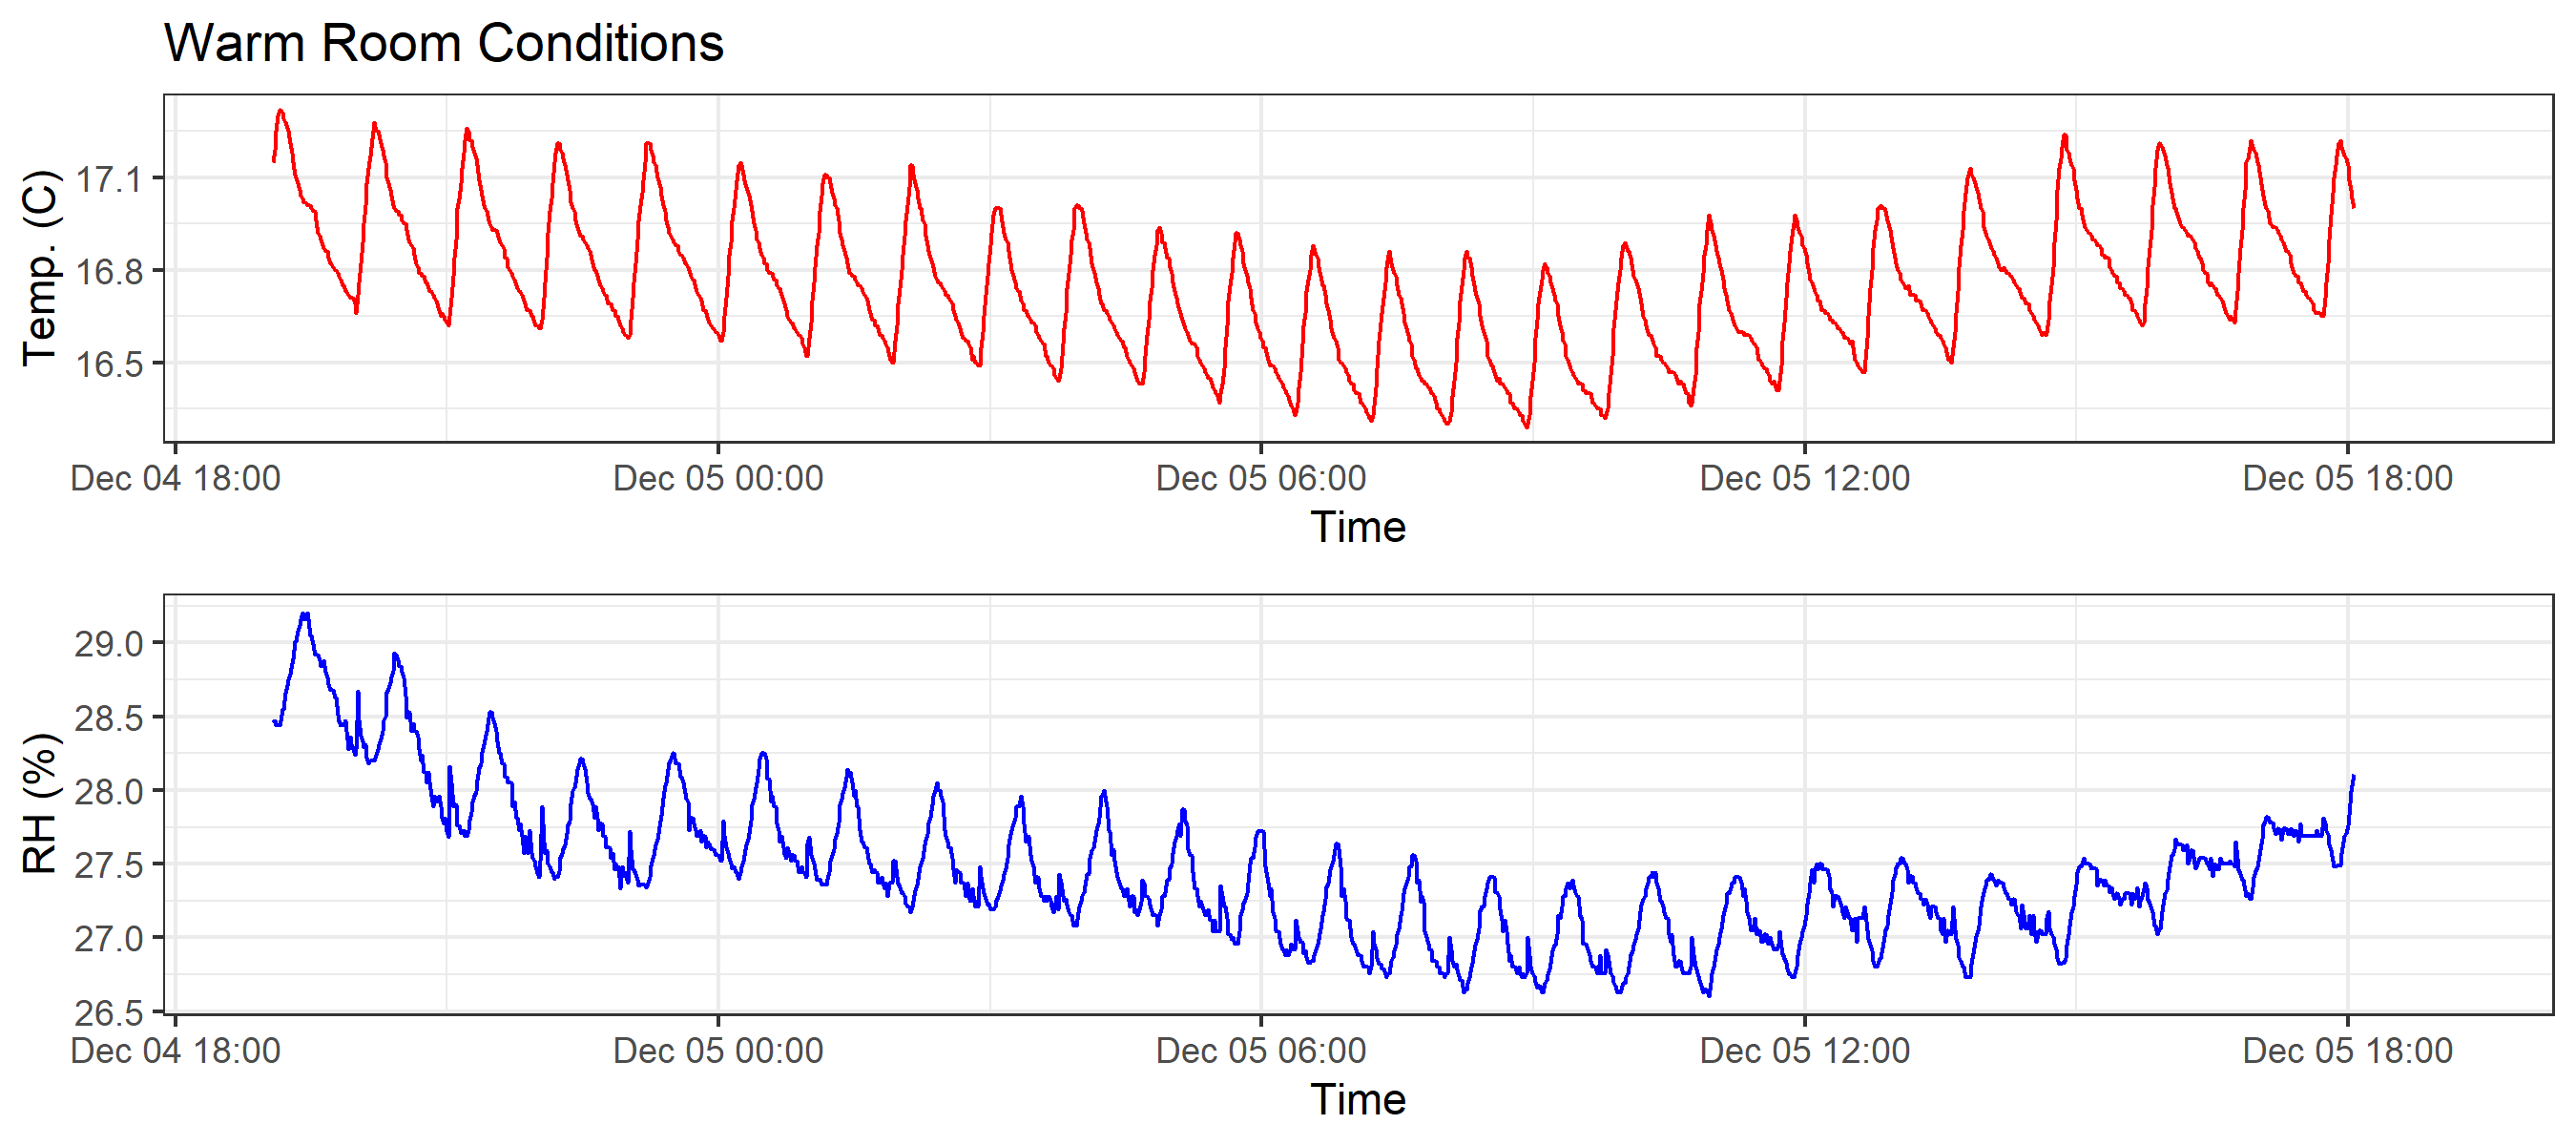 Warm Room Conditions
Temp. (C)
17.1
16.8
16.5
Dec 04 18:00 Dec 05 00:00 Dec 05 06:00 Dec 05 12:00 Dec 05 18:00
Time
RH (%)
29.0
28.5
28.0
27.5
27.0
26.5
Dec 04 18:00 Dec 05 00:00 Dec 05 06:00 Dec 05 12:00 Dec 05 18:00
Time